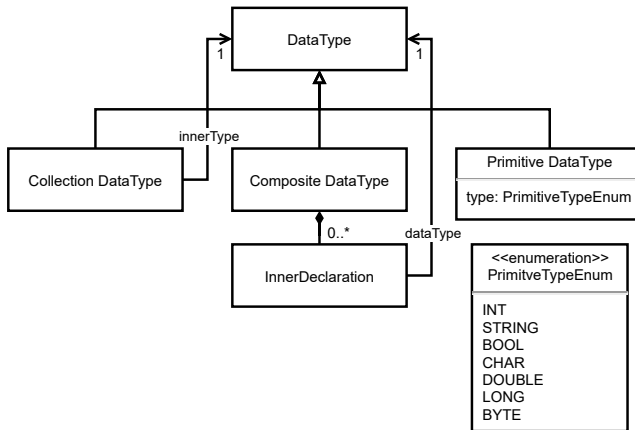 DataType
1
1
innerType
Collection DataType
Composite DataType
Primitive DataType
type: PrimitiveTypeEnum
0..*
dataType
InnerDeclaration
<<enumeration>>
PrimitveTypeEnum
INT
STRING
BOOL
CHAR
DOUBLE
LONG
BYTE